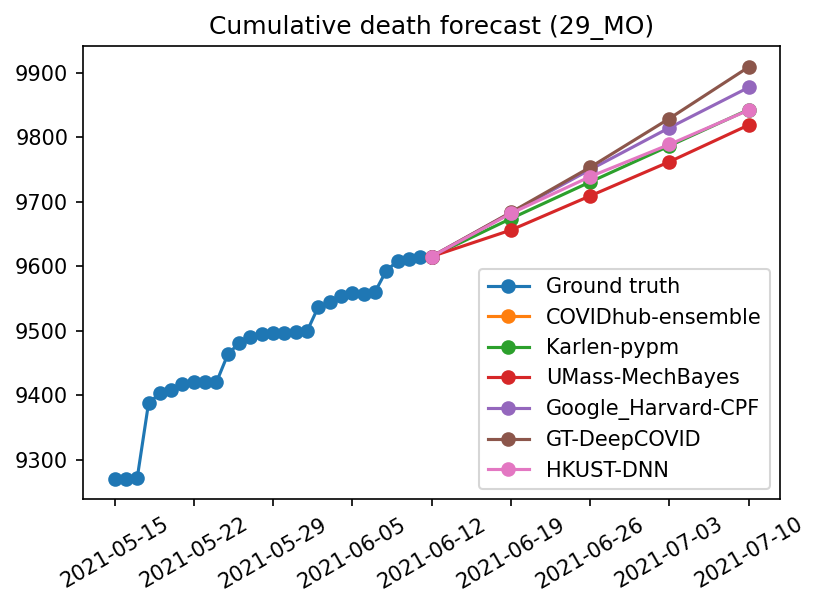 Cumulative death forecast (29_MO)
9900
9800
9700
9600
9500
9400
9300
Ground truth
COVIDhub-ensemble
Karlen-pypm
UMass-MechBayes
Google_Harvard-CPF
GT-DeepCOVID
HKUST-DNN
2021-05-15
2021-05-22
2021-05-29
2021-06-05
2021-06-12
2021-06-19
2021-06-26
2021-07-03
2021-07-10